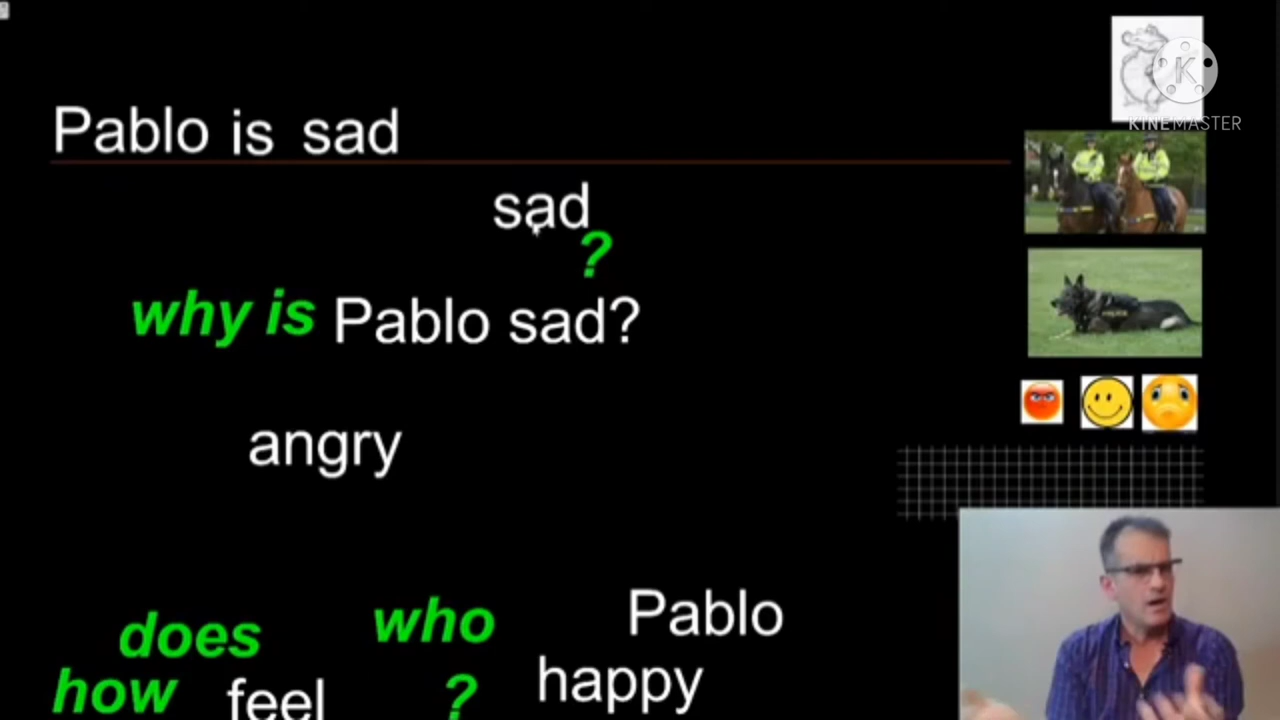 KINEMASTER
Pablo is sad
sad
?
why is Pablo sad?
angry
does who Pablo
how feel ? happy